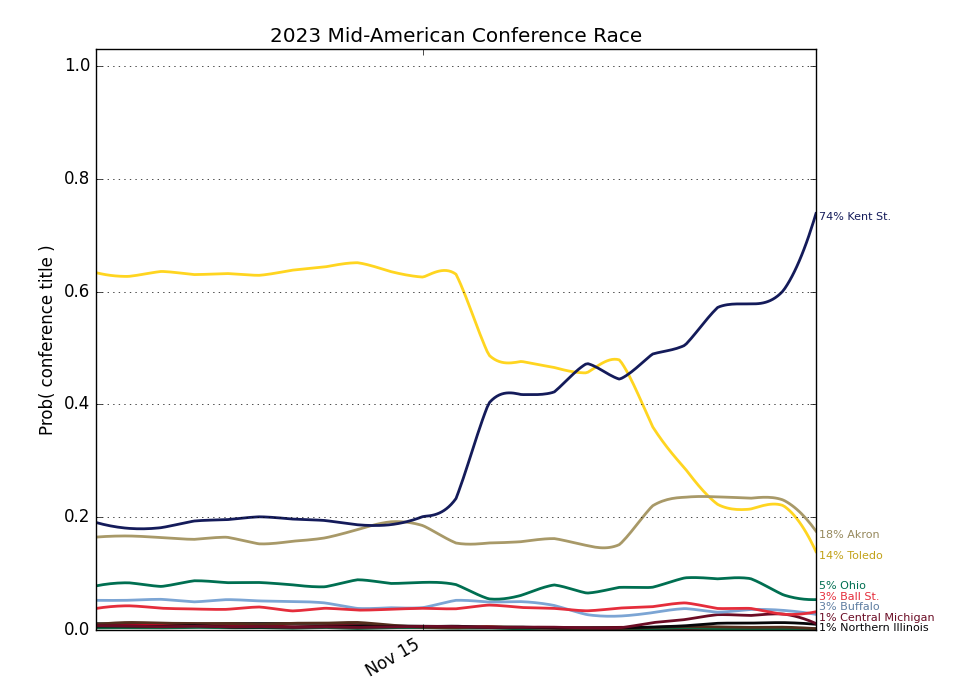 2023 Mid-American Conference Race
Prob( conference title )
1.0
0.8
0.6
0.4
0.2
0.0
Nov 15
74% Kent St.
18% Akron
14% Toledo
5% Ohio
3% Ball St.
3% Buffalo
1% Central Michigan
1% Northern Illinois